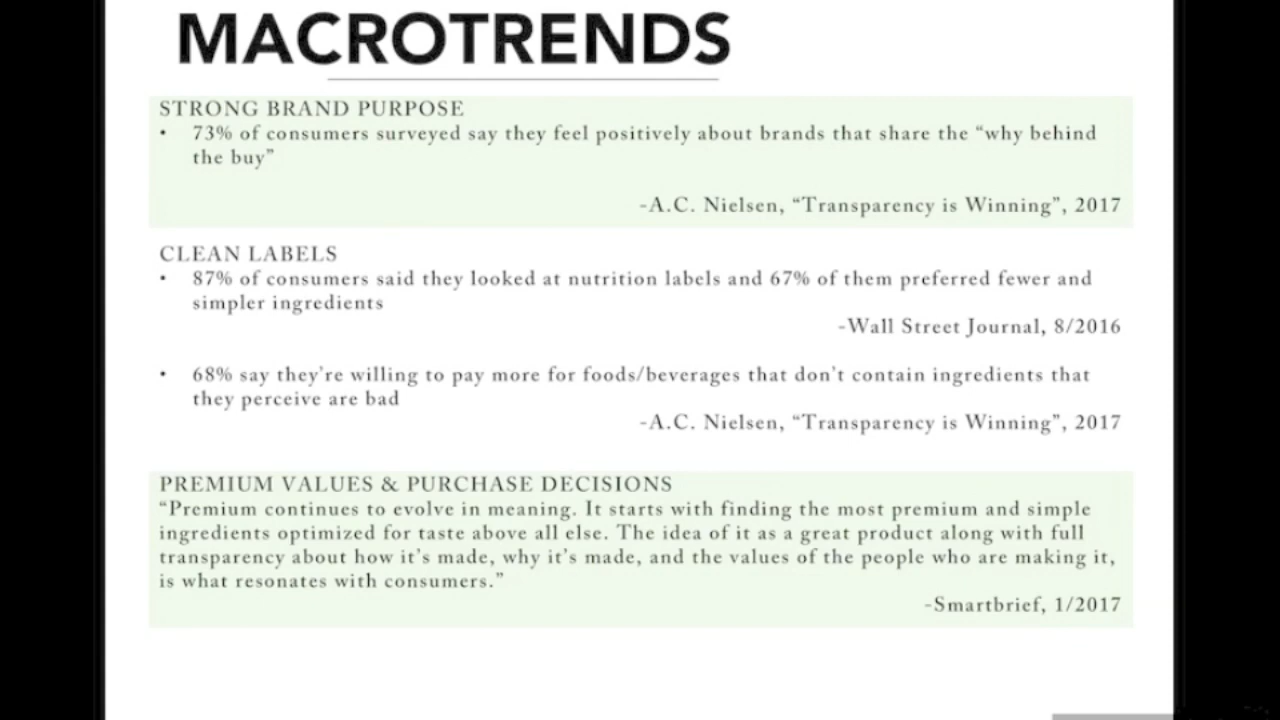 MACROTRENDS
STRONG BRAND PURPOSE
• 73% of consumers surveyed say they feel positively about brands that share the “why behind
the buy”
-A.C. Nielsen, “Transparency is Winning”, 2017
CLEAN LABELS
• 87% of consumers said they looked at nutrition labels and 67% of them preferred fewer and
simpler ingredients
-Wall Street Journal, 8/2016
• 68% say they’re willing to pay more for foods/beverages that don’t contain ingredients that
they perceive are bad
-A.C. Nielsen, “Transparency is Winning”, 2017
PREMIUM VALUES & PURCHASE DECISIONS
“Premium continues to evolve in meaning. It starts with finding the most premium and simple
ingredients optimized for taste above all else. The idea of it as a great product along with full
transparency about how it’s made, why it’s made, and the values of the people who are making it,
is what resonates with consumers.”
-Smartbrief, 1/2017